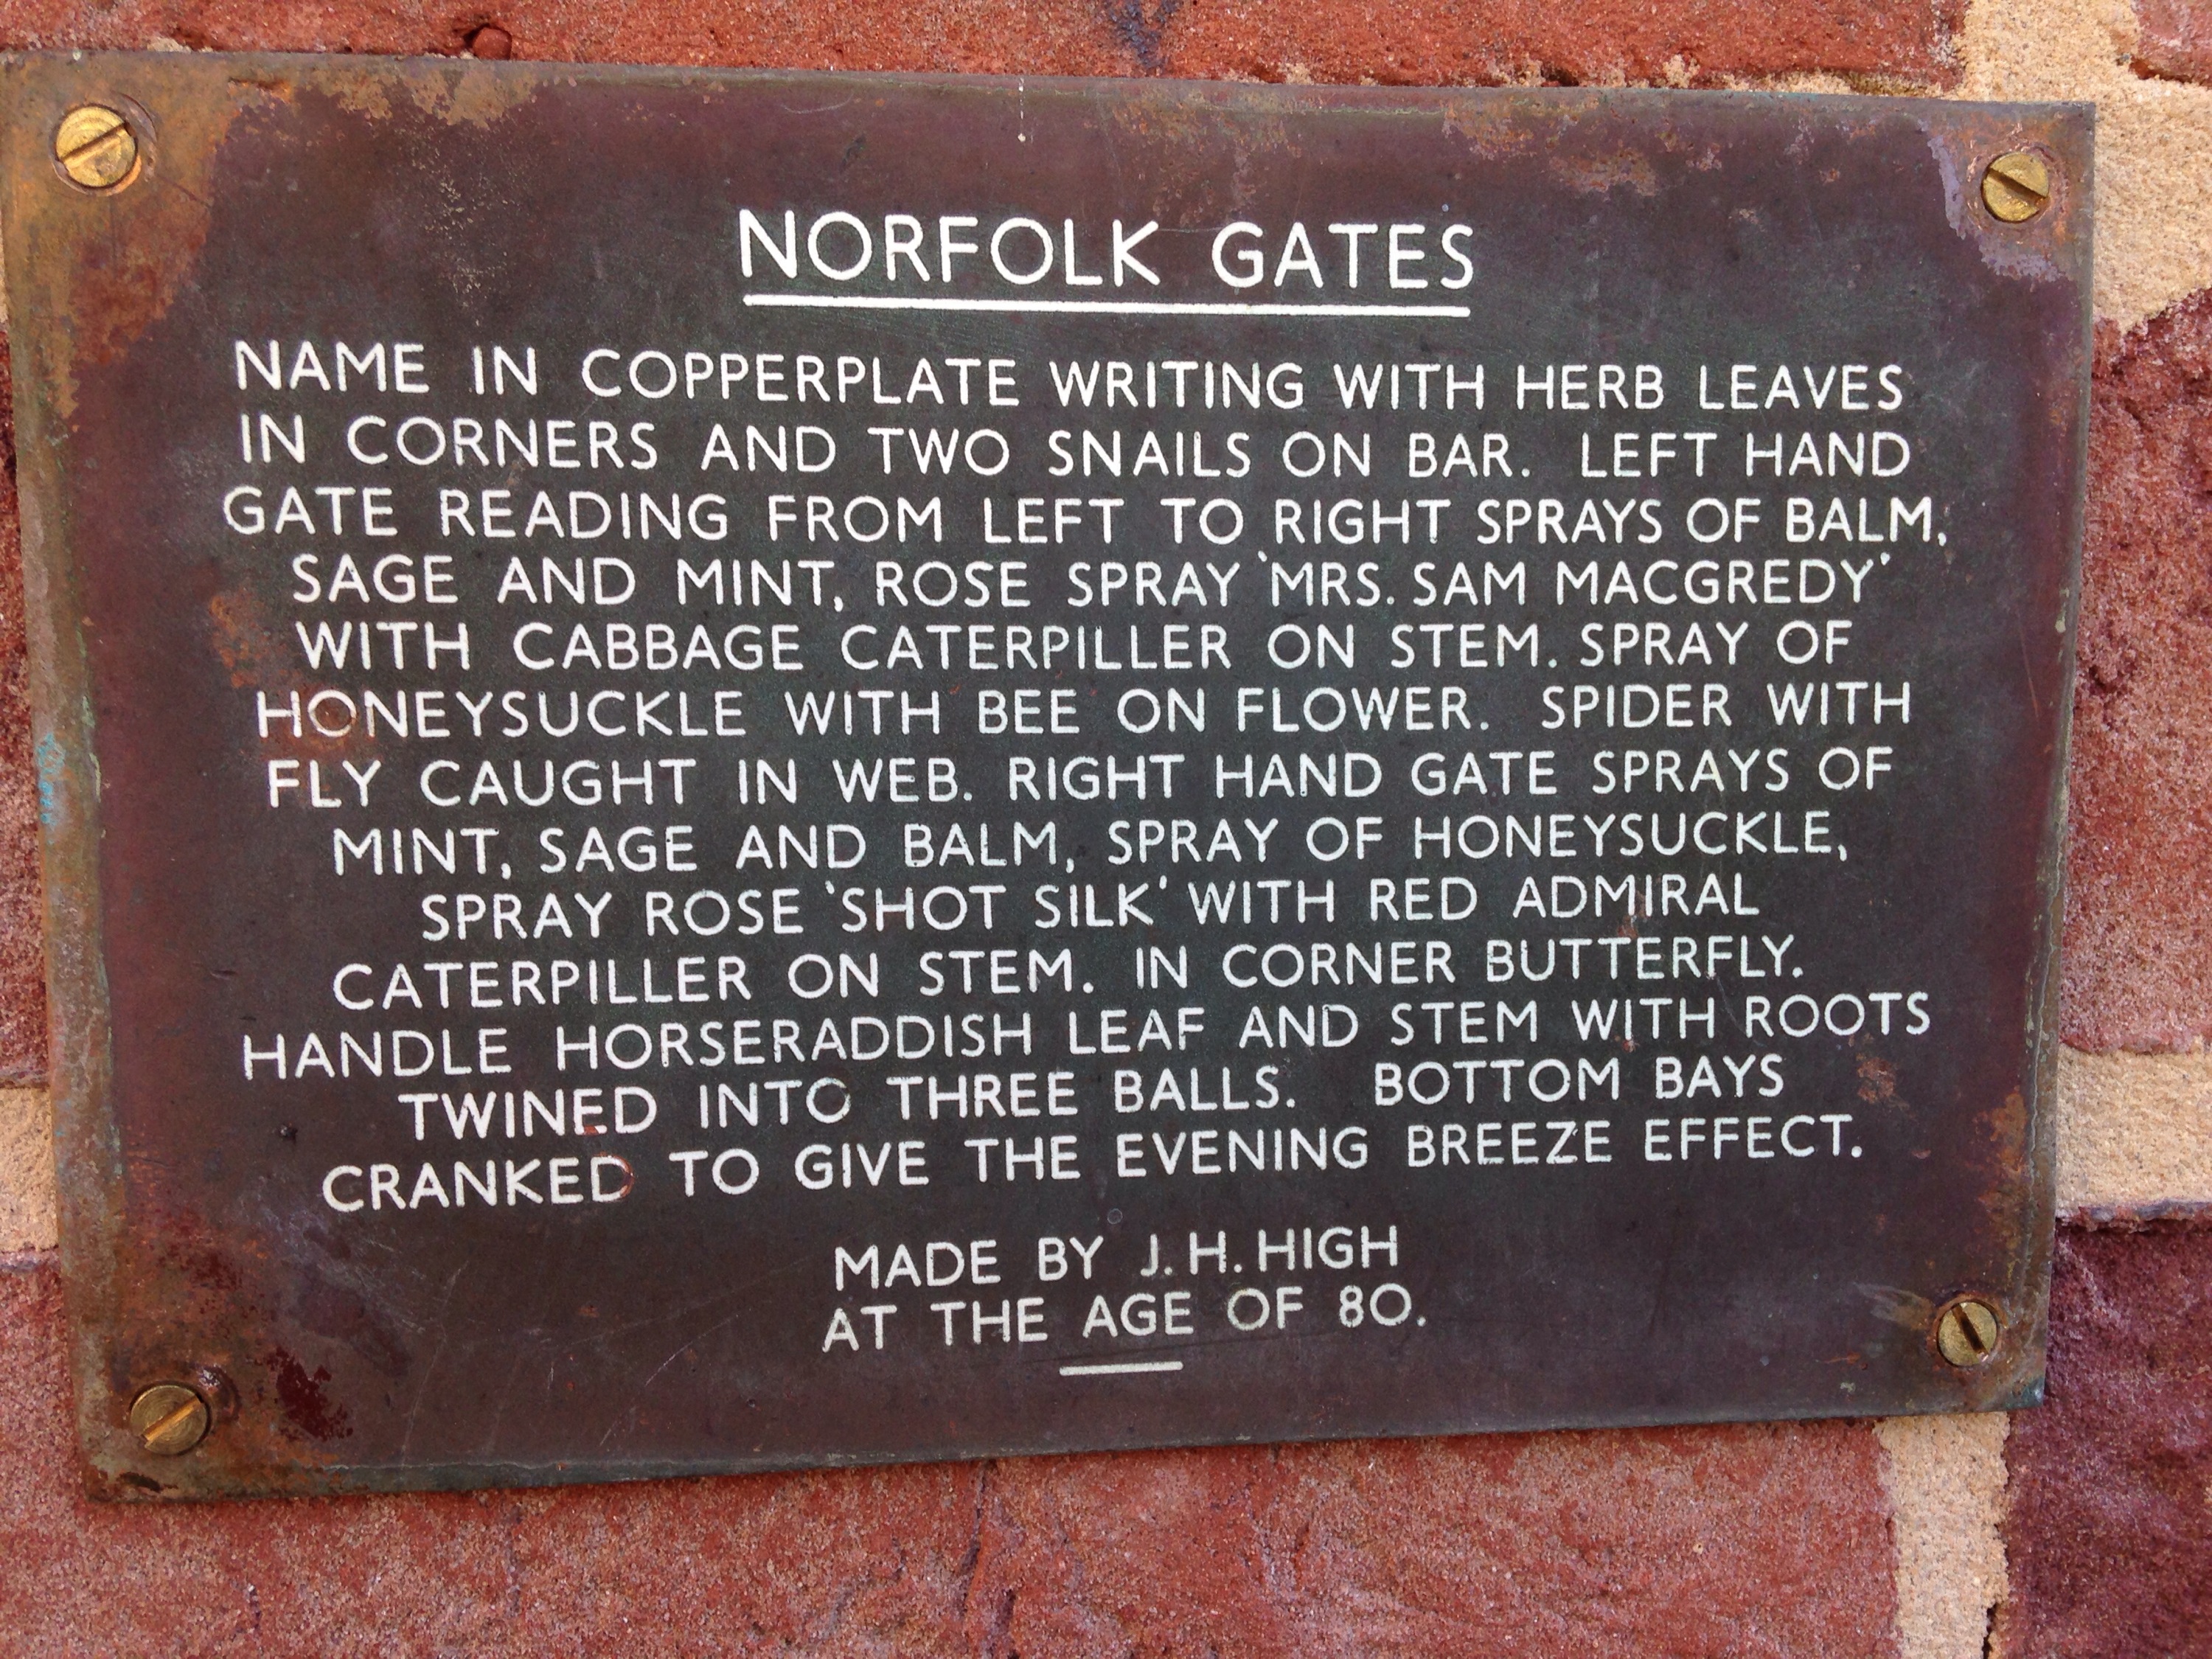 NORFOLK GATES
NAME IN COPPERPLATE WRITING WITH HERB LEAVES
IN CORNERS AND TWO SNAILS ON BAR. LEFT HAND
GATE READING FROM LEFT TO RIGHT SPRAYS OF BALM,
SAGE AND MINT, ROSE SPRAY 'MRS. SAM MACGREDY'
WITH CABBAGE CATERPILLER ON STEM. SPRAY OF
HONEYSUCKLE WITH BEE ON FLOWER. SPIDER WITH
FLY CAUGHT IN WEB. RIGHT HAND GATE SPRAYS OF
MINT, SAGE AND BALM, SPRAY OF HONEYSUCKLE,
SPRAY ROSE 'SHOT SILK' WITH RED ADMIRAL
CATERPILLER ON STEM. IN CORNER BUTTERFLY.
HANDLE HORSERADDISH LEAF AND STEM WITH ROOTS
TWINED INTO THREE BALLS. BOTTOM BAYS
CRANKED TO GIVE THE EVENING BREEZE EFFECT.
MADE BY J.H.HIGH
AT THE AGE OF 80.